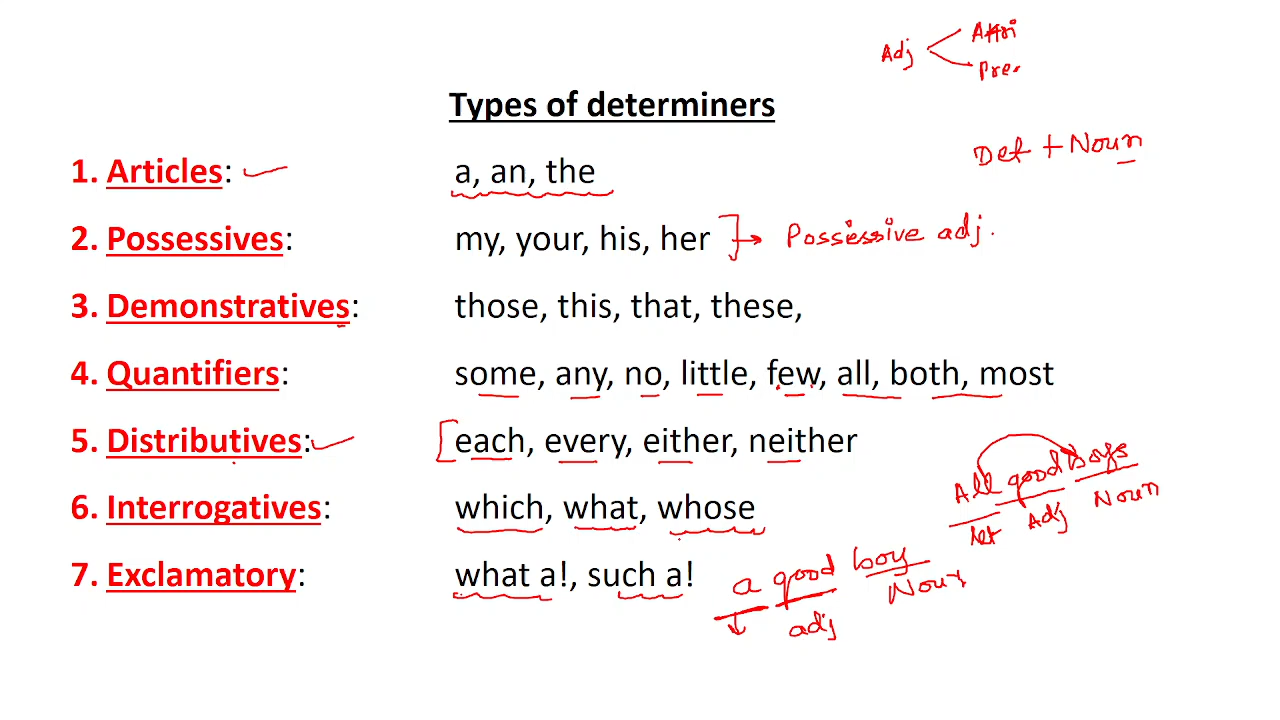 Adj Attri
Pre
Types of determiners
Det + Noun
1. Articles: a, an, the
2. Possessives: my, your, his, her → Possessive adj.
3. Demonstratives: those, this, that, these,
4. Quantifiers: some, any, no, little, few, all, both, most
5. Distributives: each, every, either, neither
All good boys
Det Adj Noun
6. Interrogatives: which, what, whose
7. Exclamatory: what a!, such a!
a good boy
adj Noun